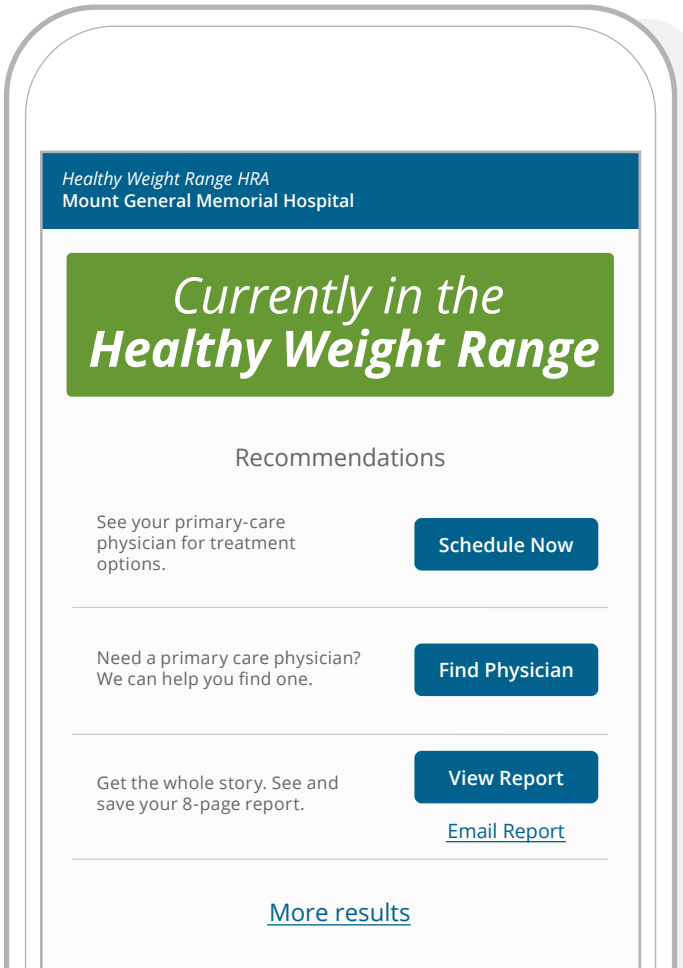 Healthy Weight Range HRA
Mount General Memorial Hospital
Currently in the
Healthy Weight Range
Recommendations
See your primary-care
physician for treatment
options.
Schedule Now
Need a primary care physician?
We can help you find one.
Find Physician
Get the whole story. See and
save your 8-page report.
View Report
Email Report
More results